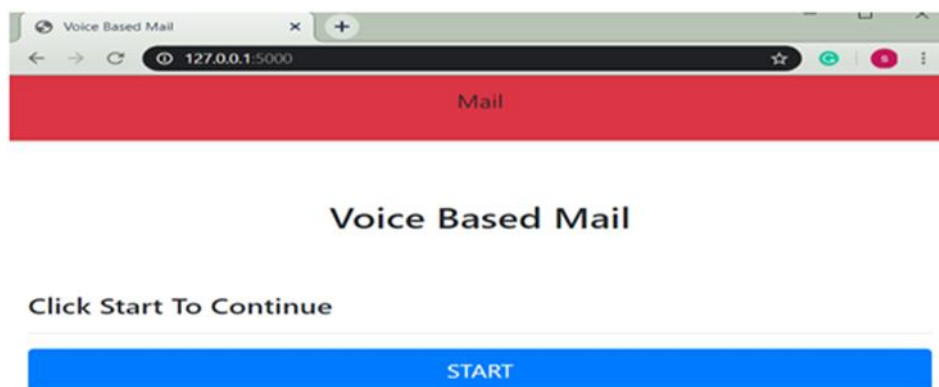 Voice Based Mail
127.0.0.1:5000
Mail
Voice Based Mail
Click Start To Continue
START